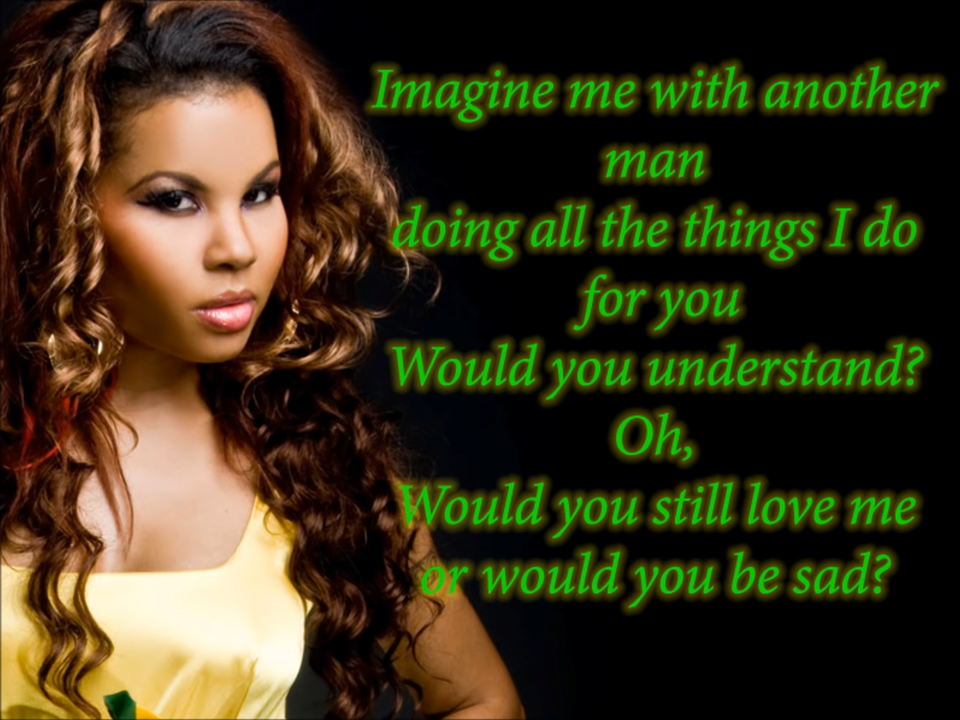 Imagine me with another
man
doing all the things I do
for you
Would you understand?
Oh,
Would you still love me
or would you be sad?